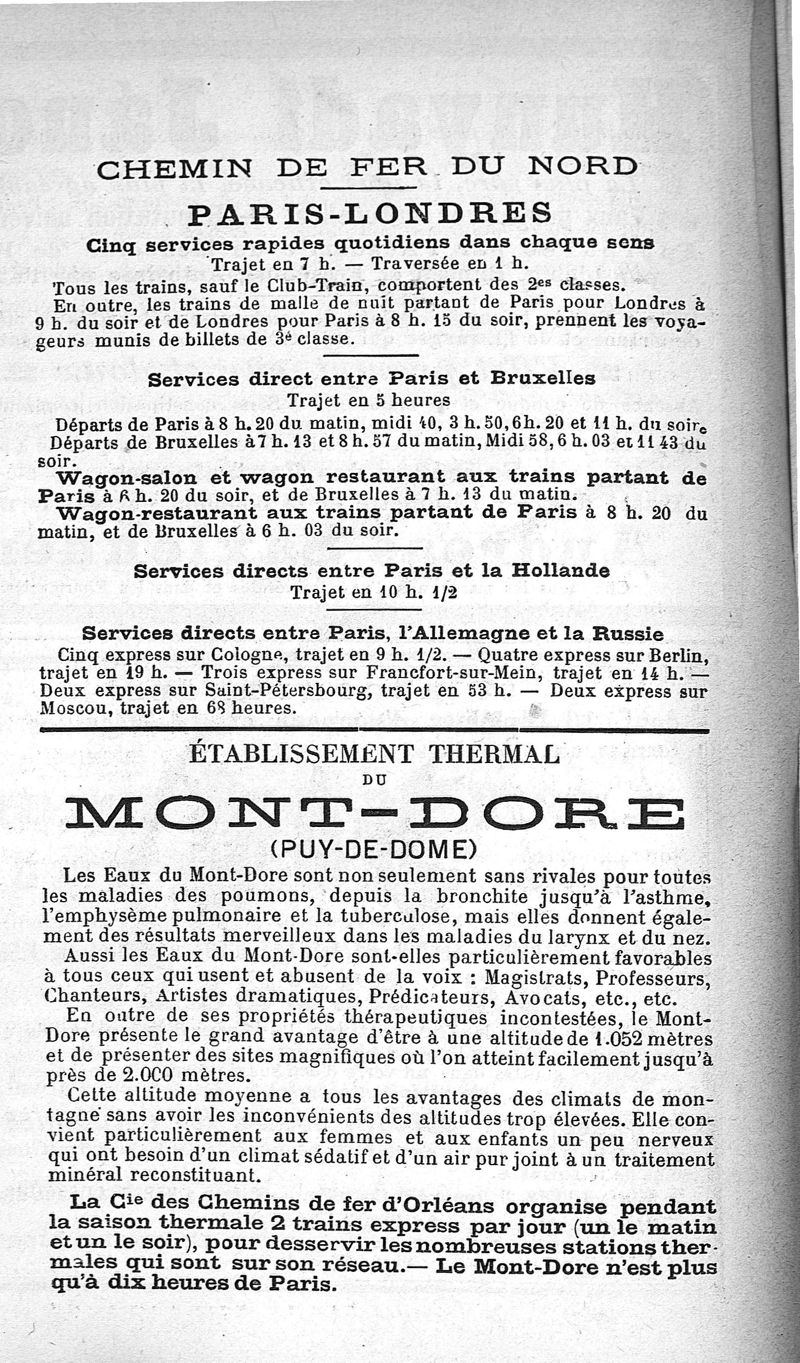 CHEMIN DE FER DU NORD
PARIS-LONDRES
Cinq services rapides quotidiens dans chaque sens
Trajet en 7 h. — Traversée en 1 h.
Tous les trains, sauf le Club-Train, comportent des 2es classes.
En outre, les trains de malle de nuit partant de Paris pour Londres à
9 h. du soir et de Londres pour Paris à 8 h. 15 du soir, prennent les voya-
geurs munis de billets de 3e classe.
Services direct entre Paris et Bruxelles
Trajet en 5 heures
Départs de Paris à 8 h. 20 du matin, midi 40, 3 h. 50, 6 h. 20 et 11 h. du soir.
Départs de Bruxelles à 7 h. 13 et 8 h. 57 du matin, Midi 58, 6 h. 03 et 11 43 du
soir.
Wagon-salon et wagon restaurant aux trains partant de
Paris à 6 h. 20 du soir, et de Bruxelles à 7 h. 13 du matin.
Wagon-restaurant aux trains partant de Paris à 8 h. 20 du
matin, et de Bruxelles à 6 h. 03 du soir.
Services directs entre Paris et la Hollande
Trajet en 10 h. 1/2
Services directs entre Paris, l'Allemagne et la Russie
Cinq express sur Cologne, trajet en 9 h. 1/2. — Quatre express sur Berlin,
trajet en 19 h. — Trois express sur Francfort-sur-Mein, trajet en 14 h. —
Deux express sur Saint-Pétersbourg, trajet en 53 h. — Deux express sur
Moscou, trajet en 68 heures.
ÉTABLISSEMENT THERMAL
DU
MONT-DORE
(PUY-DE-DOME)
Les Eaux du Mont-Dore sont non seulement sans rivales pour toutes
les maladies des poumons, depuis la bronchite jusqu'à l'asthme,
l'emphysème pulmonaire et la tuberculose, mais elles donnent égale-
ment des résultats merveilleux dans les maladies du larynx et du nez.
Aussi les Eaux du Mont-Dore sont-elles particulièrement favorables
à tous ceux qui usent et abusent de la voix : Magistrats, Professeurs,
Chanteurs, Artistes dramatiques, Prédicateurs, Avocats, etc., etc.
En outre de ses propriétés thérapeutiques incontestées, le Mont-
Dore présente le grand avantage d'être à une altitude de 1.052 mètres
et de présenter des sites magnifiques où l'on atteint facilement jusqu'à
près de 2.000 mètres.
Cette altitude moyenne a tous les avantages des climats de mon-
tagne sans avoir les inconvénients des altitudes trop élevées. Elle con-
vient particulièrement aux femmes et aux enfants un peu nerveux
qui ont besoin d'un climat sédatif et d'un air pur joint à un traitement
minéral reconstituant.
La Cie des Chemins de fer d'Orléans organise pendant
la saison thermale 2 trains express par jour (un le matin
et un le soir), pour desservir les nombreuses stations ther-
males qui sont sur son réseau.— Le Mont-Dore n'est plus
qu'à dix heures de Paris.